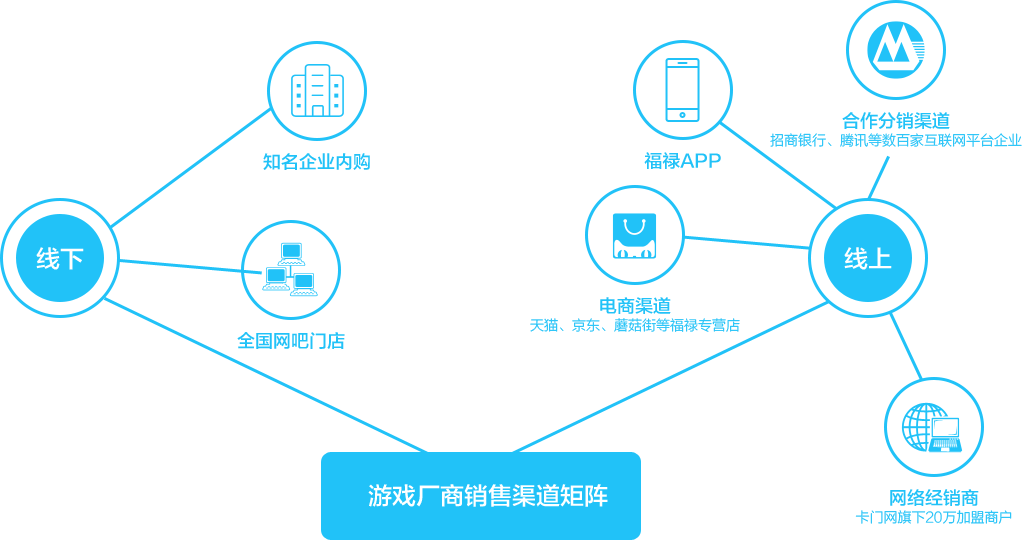 合作分销渠道
招商银行、腾讯等数百家互联网平台企业
知名企业内购
福禄APP
线下
线上
电商渠道
天猫、京东、蘑菇街等福禄专营店
全国网吧门店
游戏厂商销售渠道矩阵
网络经销商
卡门网旗下20万加盟商户